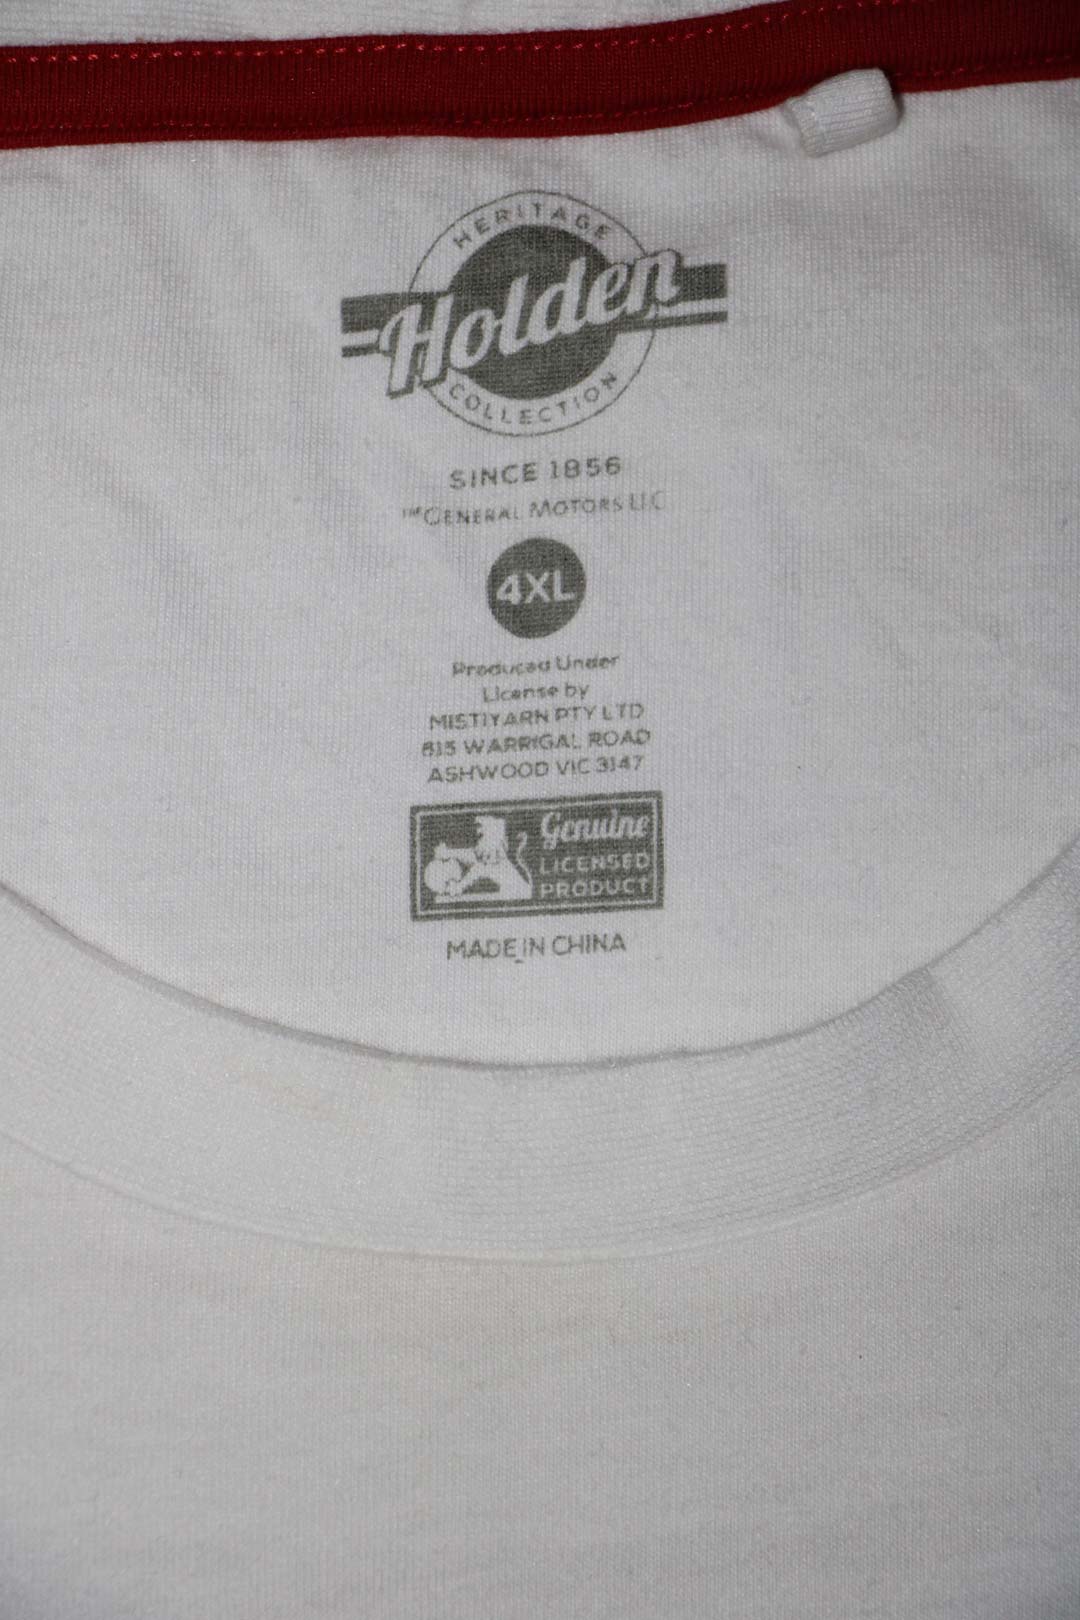 HERITAGE
Holden
COLLECTION
SINCE 1856
™GENERAL MOTORS LLC
4XL
Produced Under
License by
MISTIYARN PTY LTD
615 WARRIGAL ROAD
ASHWOOD VIC 3147
Genuine
LICENSED
PRODUCT
MADE IN CHINA